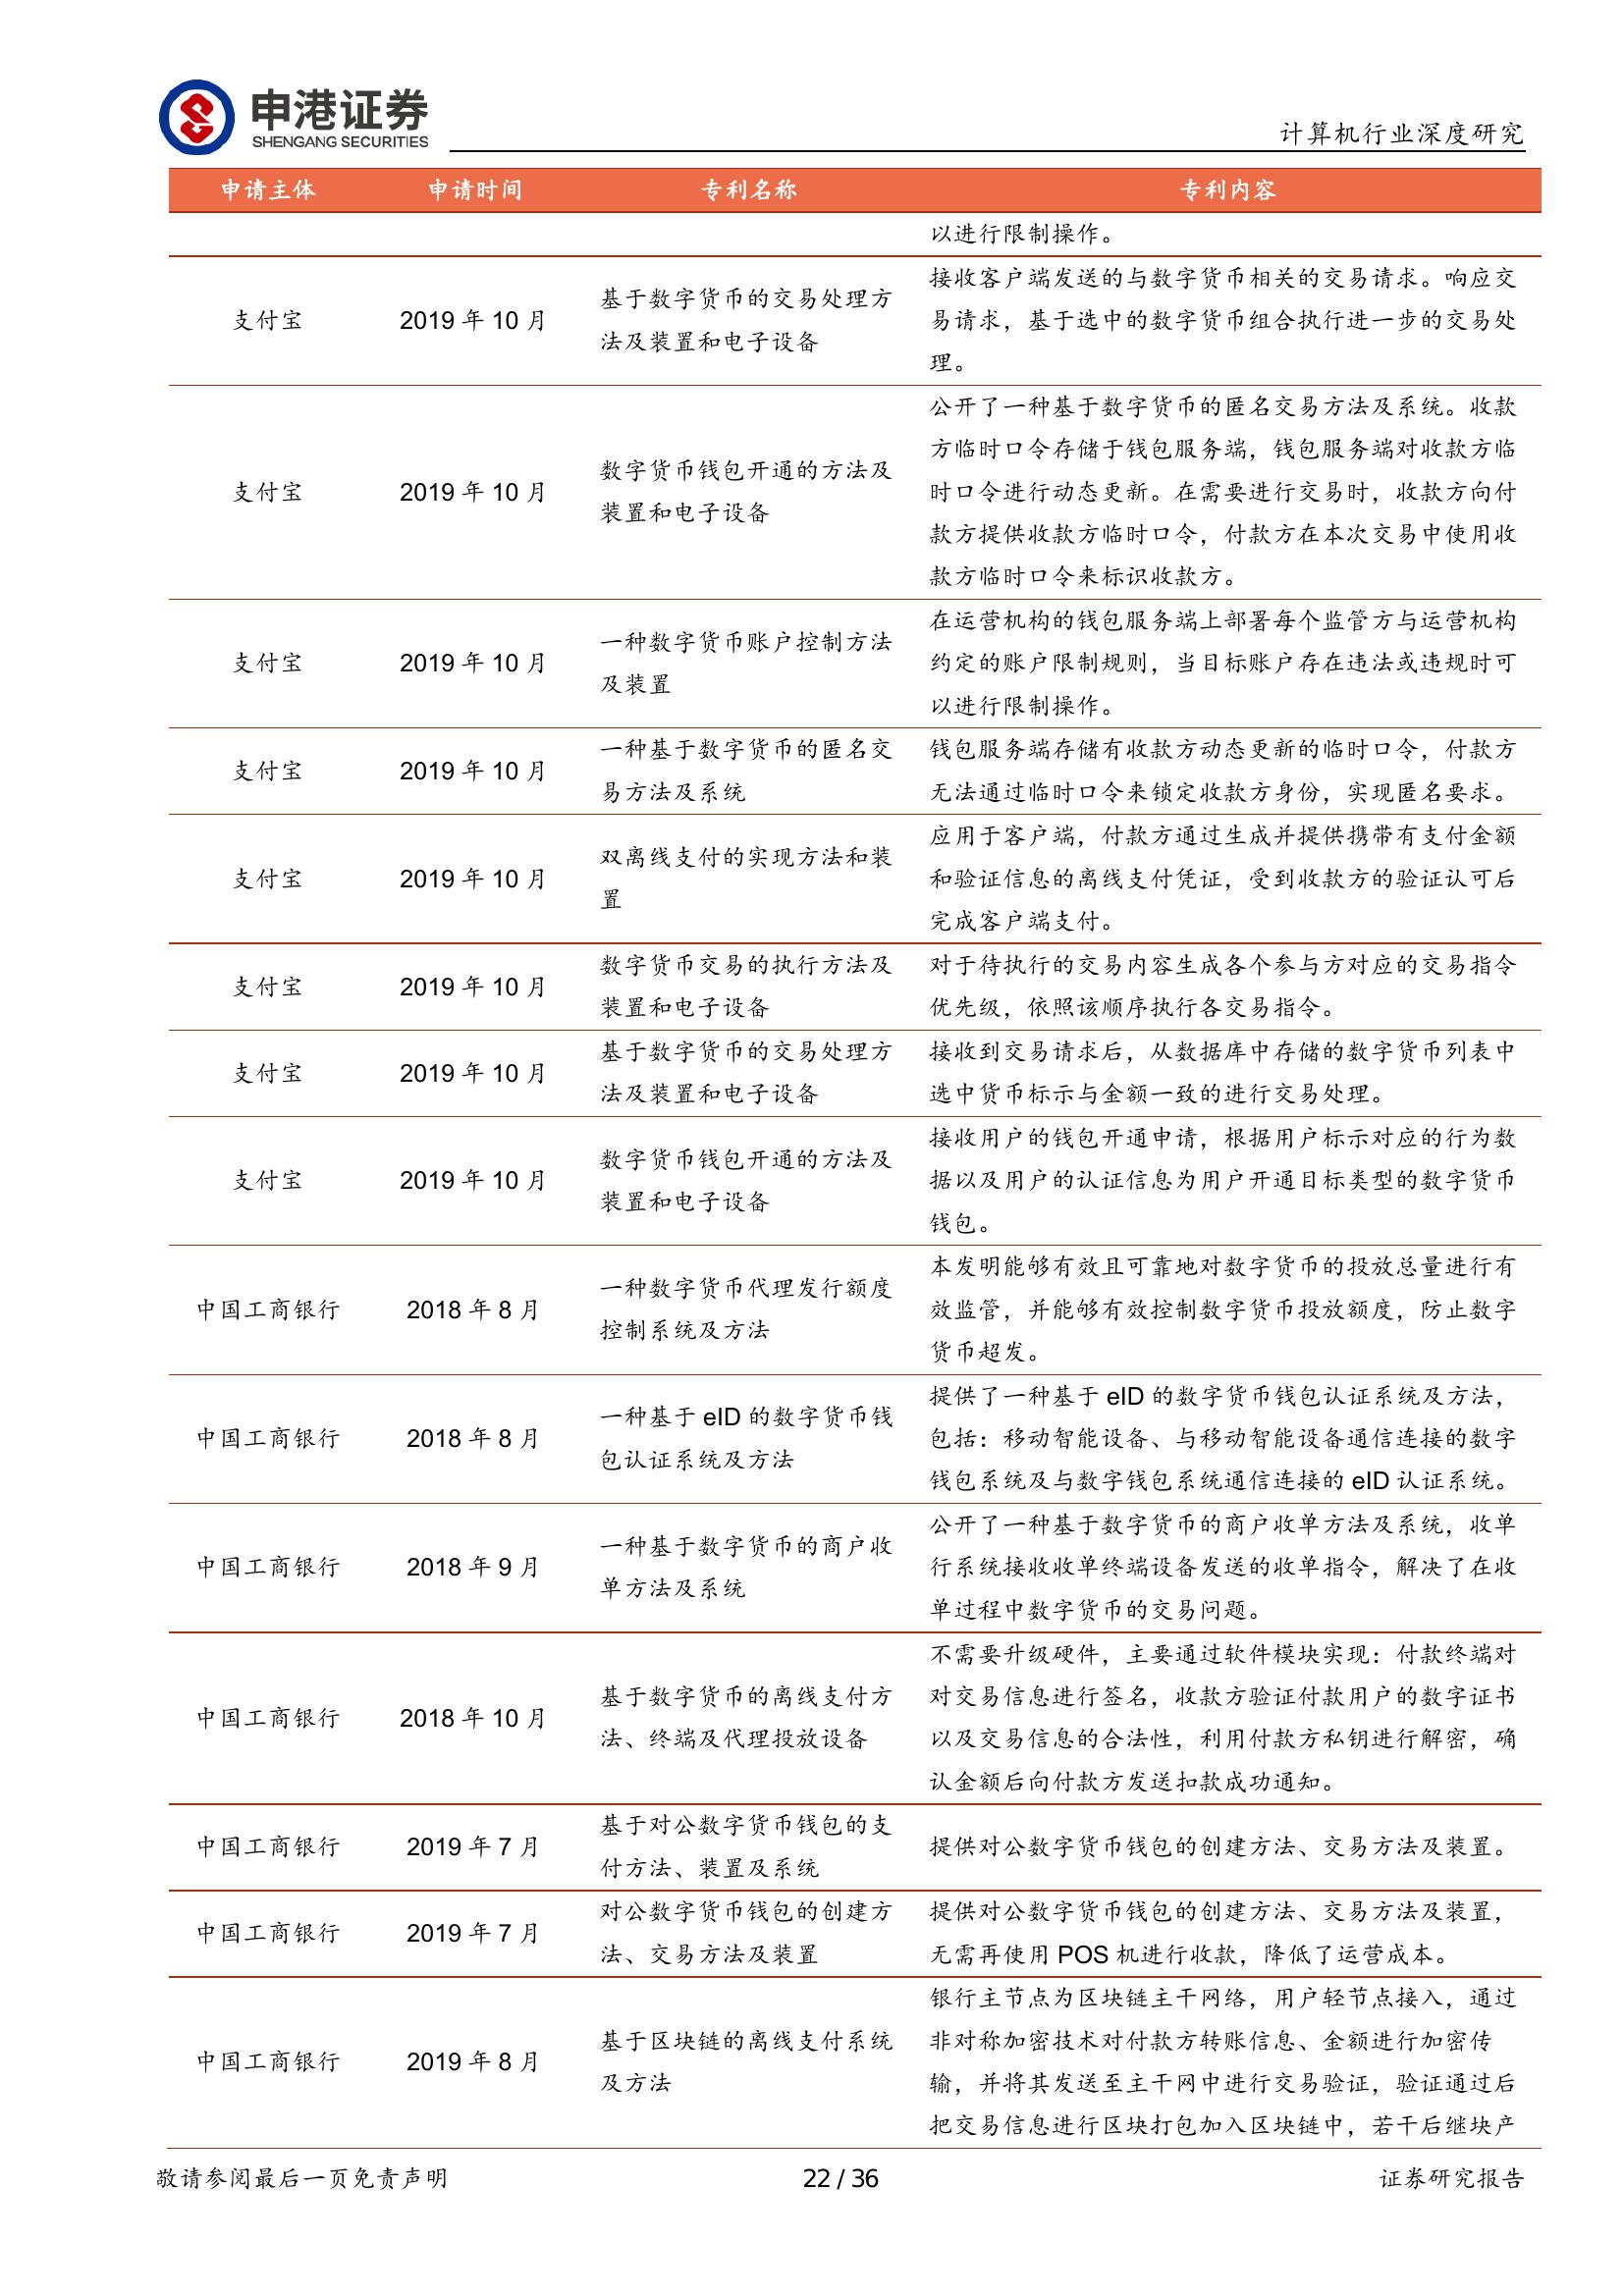 申港证券
SHENGANG SECURITIES
计算机行业深度研究
申请主体 申请时间 专利名称 专利内容
以进行限制操作。
支付宝 2019 年 10 月
基于数字货币的交易处理方
法及装置和电子设备
接收客户端发送的与数字货币相关的交易请求。响应交
易请求，基于选中的数字货币组合执行进一步的交易处
理。
支付宝 2019 年 10 月
数字货币钱包开通的方法及
装置和电子设备
公开了一种基于数字货币的匿名交易方法及系统。收款
方临时口令存储于钱包服务端，钱包服务端对收款方临
时口令进行动态更新。在需要进行交易时，收款方向付
款方提供收款方临时口令，付款方在本次交易中使用收
款方临时口令来标识收款方。
支付宝 2019 年 10 月
一种数字货币账户控制方法
及装置
在运营机构的钱包服务端上部署每个监管方与运营机构
约定的账户限制规则，当目标账户存在违法或违规时可
以进行限制操作。
支付宝 2019 年 10 月
一种基于数字货币的匿名交
易方法及系统
钱包服务端存储有收款方动态更新的临时口令，付款方
无法通过临时口令来锁定收款方身份，实现匿名要求。
支付宝 2019 年 10 月
双离线支付的实现方法和装
置
应用于客户端，付款方通过生成并提供携带有支付金额
和验证信息的离线支付凭证，受到收款方的验证认可后
完成客户端支付。
支付宝 2019 年 10 月
数字货币交易的执行方法及
装置和电子设备
对于待执行的交易内容生成各个参与方对应的交易指令
优先级，依照该顺序执行各交易指令。
支付宝 2019 年 10 月
基于数字货币的交易处理方
法及装置和电子设备
接收到交易请求后，从数据库中存储的数字货币列表中
选中货币标示与金额一致的进行交易处理。
支付宝 2019 年 10 月
数字货币钱包开通的方法及
装置和电子设备
接收用户的钱包开通申请，根据用户标示对应的行为数
据以及用户的认证信息为用户开通目标类型的数字货币
钱包。
中国工商银行 2018 年 8 月
一种数字货币代理发行额度
控制系统及方法
本发明能够有效且可靠地对数字货币的投放总量进行有
效监管，并能够有效控制数字货币投放额度，防止数字
货币超发。
中国工商银行 2018 年 8 月
一种基于 eID 的数字货币钱
包认证系统及方法
提供了一种基于 eID 的数字货币钱包认证系统及方法，
包括：移动智能设备、与移动智能设备通信连接的数字
钱包系统及与数字钱包系统通信连接的 eID 认证系统。
中国工商银行 2018 年 9 月
一种基于数字货币的商户收
单方法及系统
公开了一种基于数字货币的商户收单方法及系统，收单
行系统接收收单终端设备发送的收单指令，解决了在收
单过程中数字货币的交易问题。
中国工商银行 2018 年 10 月
基于数字货币的离线支付方
法、终端及代理投放设备
不需要升级硬件，主要通过软件模块实现：付款终端对
对交易信息进行签名，收款方验证付款用户的数字证书
以及交易信息的合法性，利用付款方私钥进行解密，确
认金额后向付款方发送扣款成功通知。
中国工商银行 2019 年 7 月
基于对公数字货币钱包的支
付方法、装置及系统
提供对公数字货币钱包的创建方法、交易方法及装置。
中国工商银行 2019 年 7 月
对公数字货币钱包的创建方
法、交易方法及装置
提供对公数字货币钱包的创建方法、交易方法及装置，
无需再使用 POS 机进行收款，降低了运营成本。
中国工商银行 2019 年 8 月
基于区块链的离线支付系统
及方法
银行主节点为区块链主干网络，用户轻节点接入，通过
非对称加密技术对付款方转账信息、金额进行加密传
输，并将其发送至主干网中进行交易验证，验证通过后
把交易信息进行区块打包加入区块链中，若干后继块产
敬请参阅最后一页免责声明 22 / 36 证券研究报告